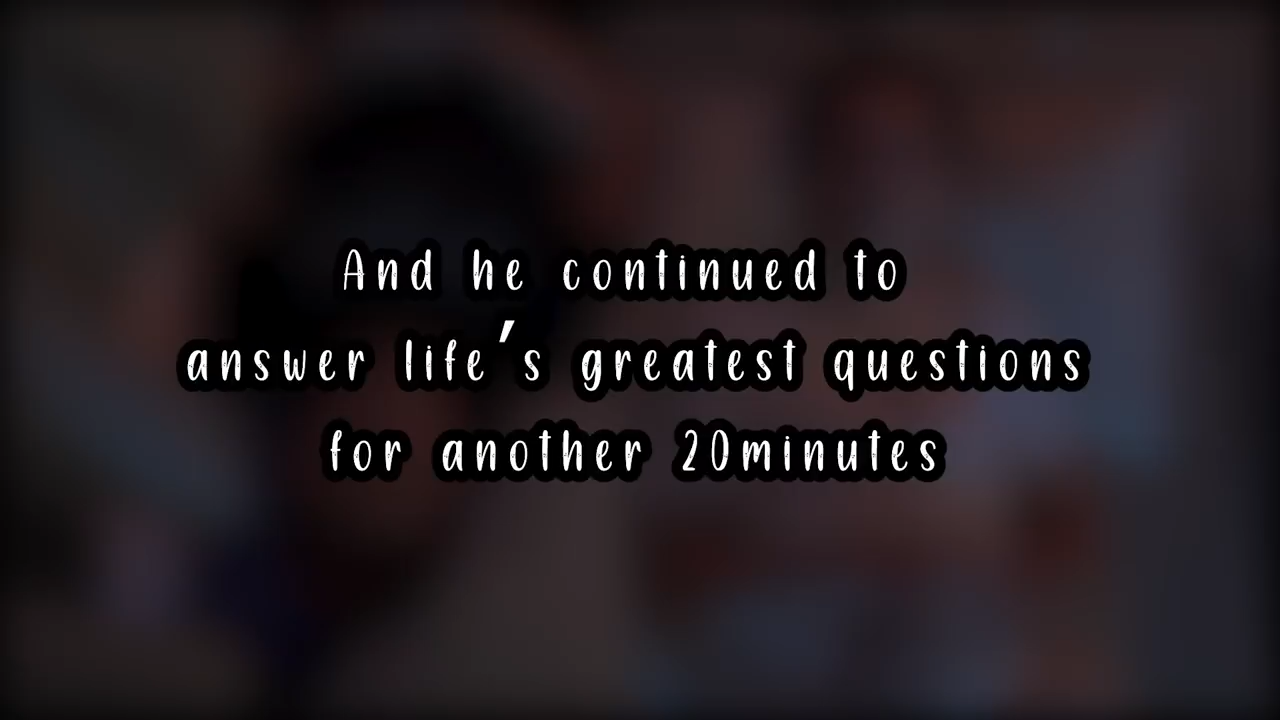 And he continued to
answer life's greatest questions
for another 20minutes